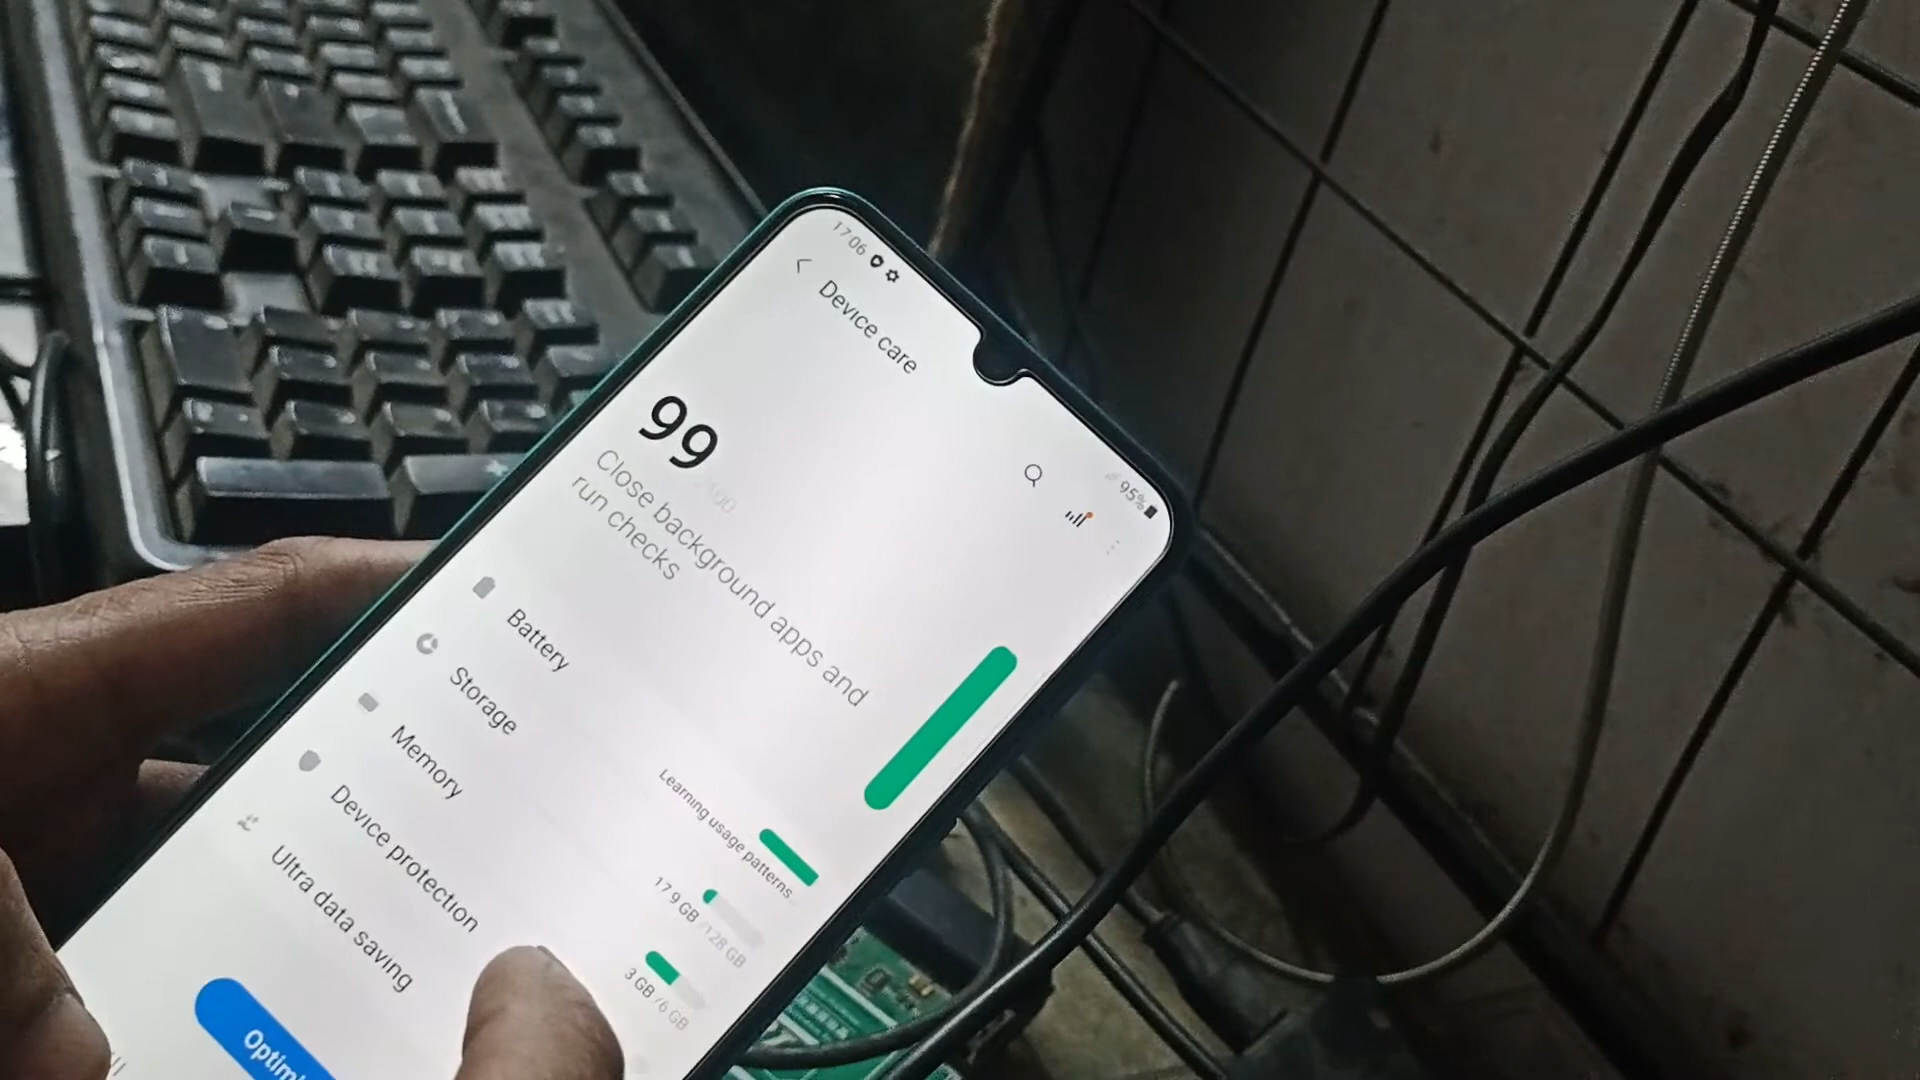 17:06
95%
Device care
99
/100
Close background apps and
run checks
Battery
Learning usage patterns...
Storage
17.9 GB /128 GB
Memory
3 GB /6 GB
Device protection
Ultra data saving